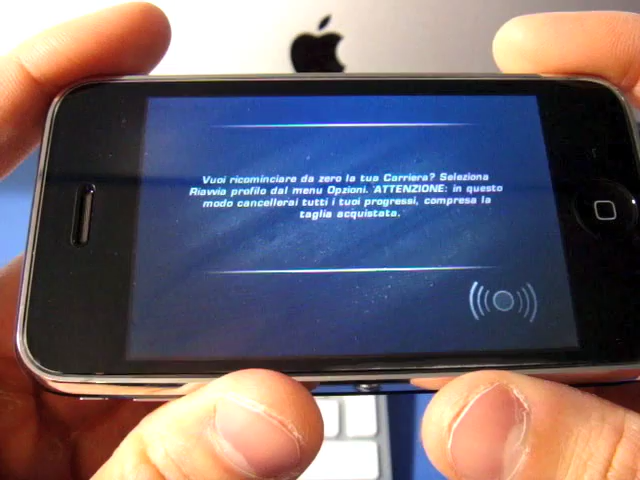 Vuoi ricominciare da zero la tua Carriera? Seleziona
Riavvia profilo dal menu Opzioni. ATTENZIONE: in questo
modo cancellerai tutti i tuoi progressi, compresa la
taglia acquistata.